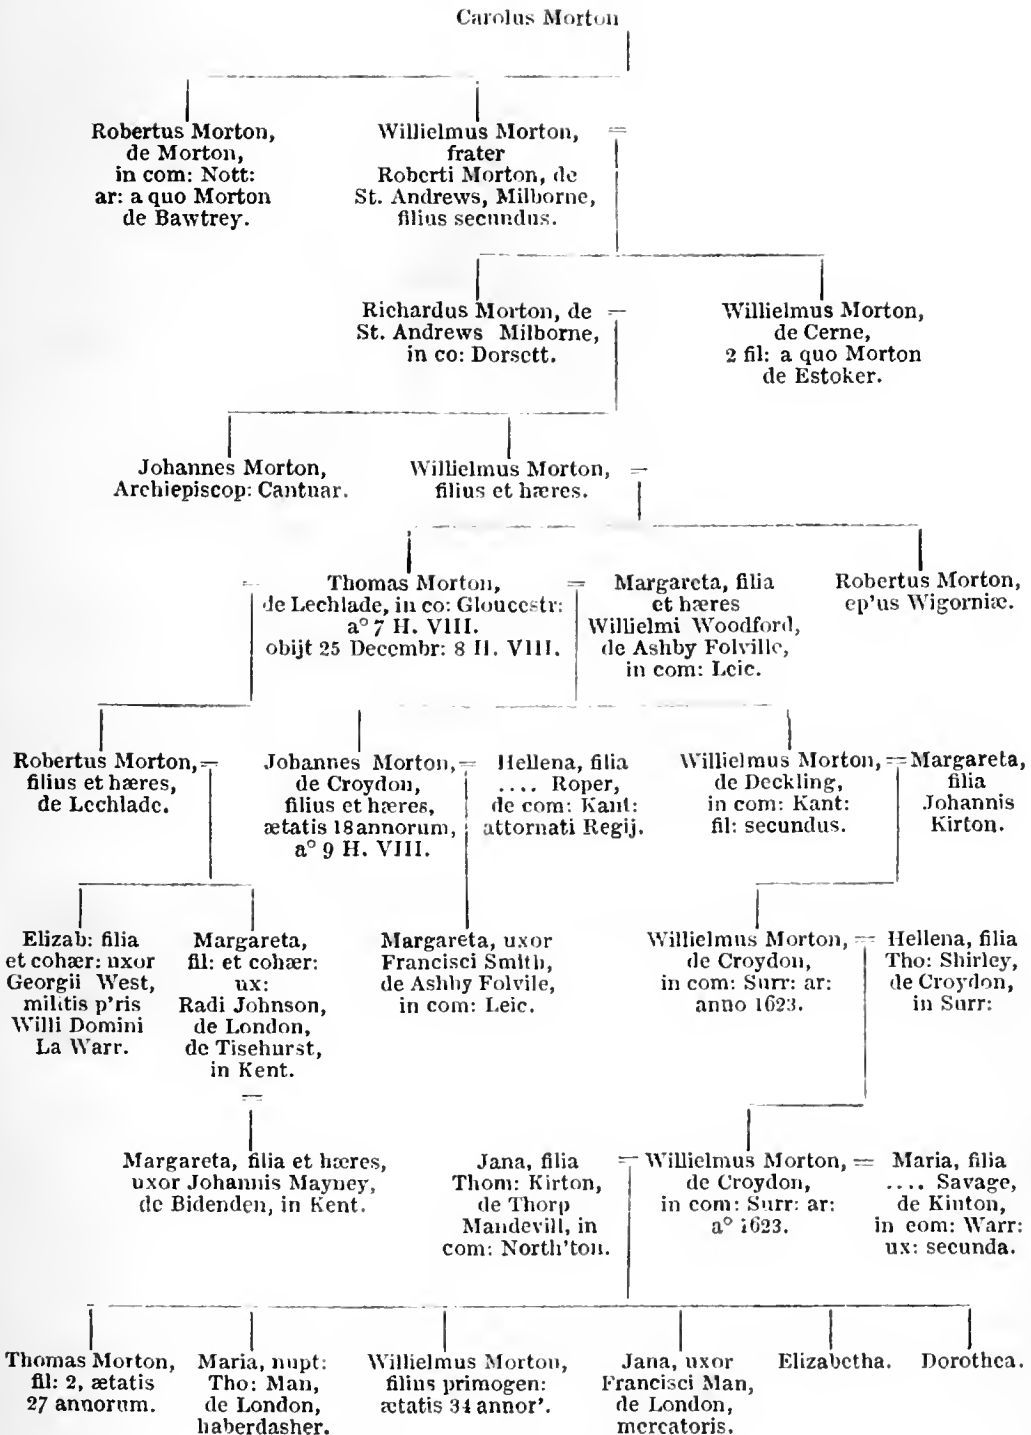 Carolus Morton
Robertus Morton,
de Morton,
in com: Nott:
ar: a quo Morton
de Bawtrey.
Willielmus Morton,
frater
Roberti Morton, de
St. Andrews, Milborne,
filius secundus.
=
Richardus Morton, de
St. Andrews Milborne,
in co: Dorsett.
=
Willielmus Morton,
de Cerne,
2 fil: a quo Morton
de Estoker.
Johannes Morton,
Archiepiscop: Cantuar.
Willielmus Morton,
filius et hæres.
=
=
Thomas Morton,
de Lechlade, in co: Gloucestr:
a° 7 H. VIII.
obijt 25 Decembr: 8 H. VIII.
=
Margareta, filia
et hæres
Willielmi Woodford,
de Ashby Folville,
in com: Leic.
Robertus Morton,
ep'us Wigorniæ.
Robertus Morton,
filius et hæres,
de Lechlade.
=
Johannes Morton,
de Croydon,
filius et hæres,
ætatis 18 annorum,
a° 9 H. VIII.
=
Hellena, filia
.... Roper,
de com: Kant:
attornati Regij.
Willielmus Morton,
de Deckling,
in com: Kant:
fil: secundus.
=
Margareta,
filia
Johannis
Kirton.
Elizab: filia
et cohær: uxor
Georgii West,
militis p'ris
Willi Domini
La Warr.
Margareta,
fil: et cohær:
ux:
Radi Johnson,
de London,
de Tisehurst,
in Kent.
=
Margareta, uxor
Francisci Smith,
de Ashby Folvile,
in com: Leic.
Willielmus Morton,
de Croydon,
in com: Surr: ar:
anno 1623.
=
Hellena, filia
Tho: Shirley,
de Croydon,
in Surr:
Margareta, filia et hæres,
uxor Johannis Mayney,
de Bidenden, in Kent.
Jana, filia
Thom: Kirton,
de Thorp
Mandevill, in
com: North'ton.
=
Willielmus Morton,
de Croydon,
in com: Surr: ar:
a° 1623.
=
Maria, filia
.... Savage,
de Kinton,
in com: Warr:
ux: secunda.
Thomas Morton,
fil: 2, ætatis
27 annorum.
Maria, nupt:
Tho: Man,
de London,
haberdasher.
Willielmus Morton,
filius primogen:
ætatis 34 annor'.
Jana, uxor
Francisci Man,
de London,
mercatoris.
Elizabetha.
Dorothea.